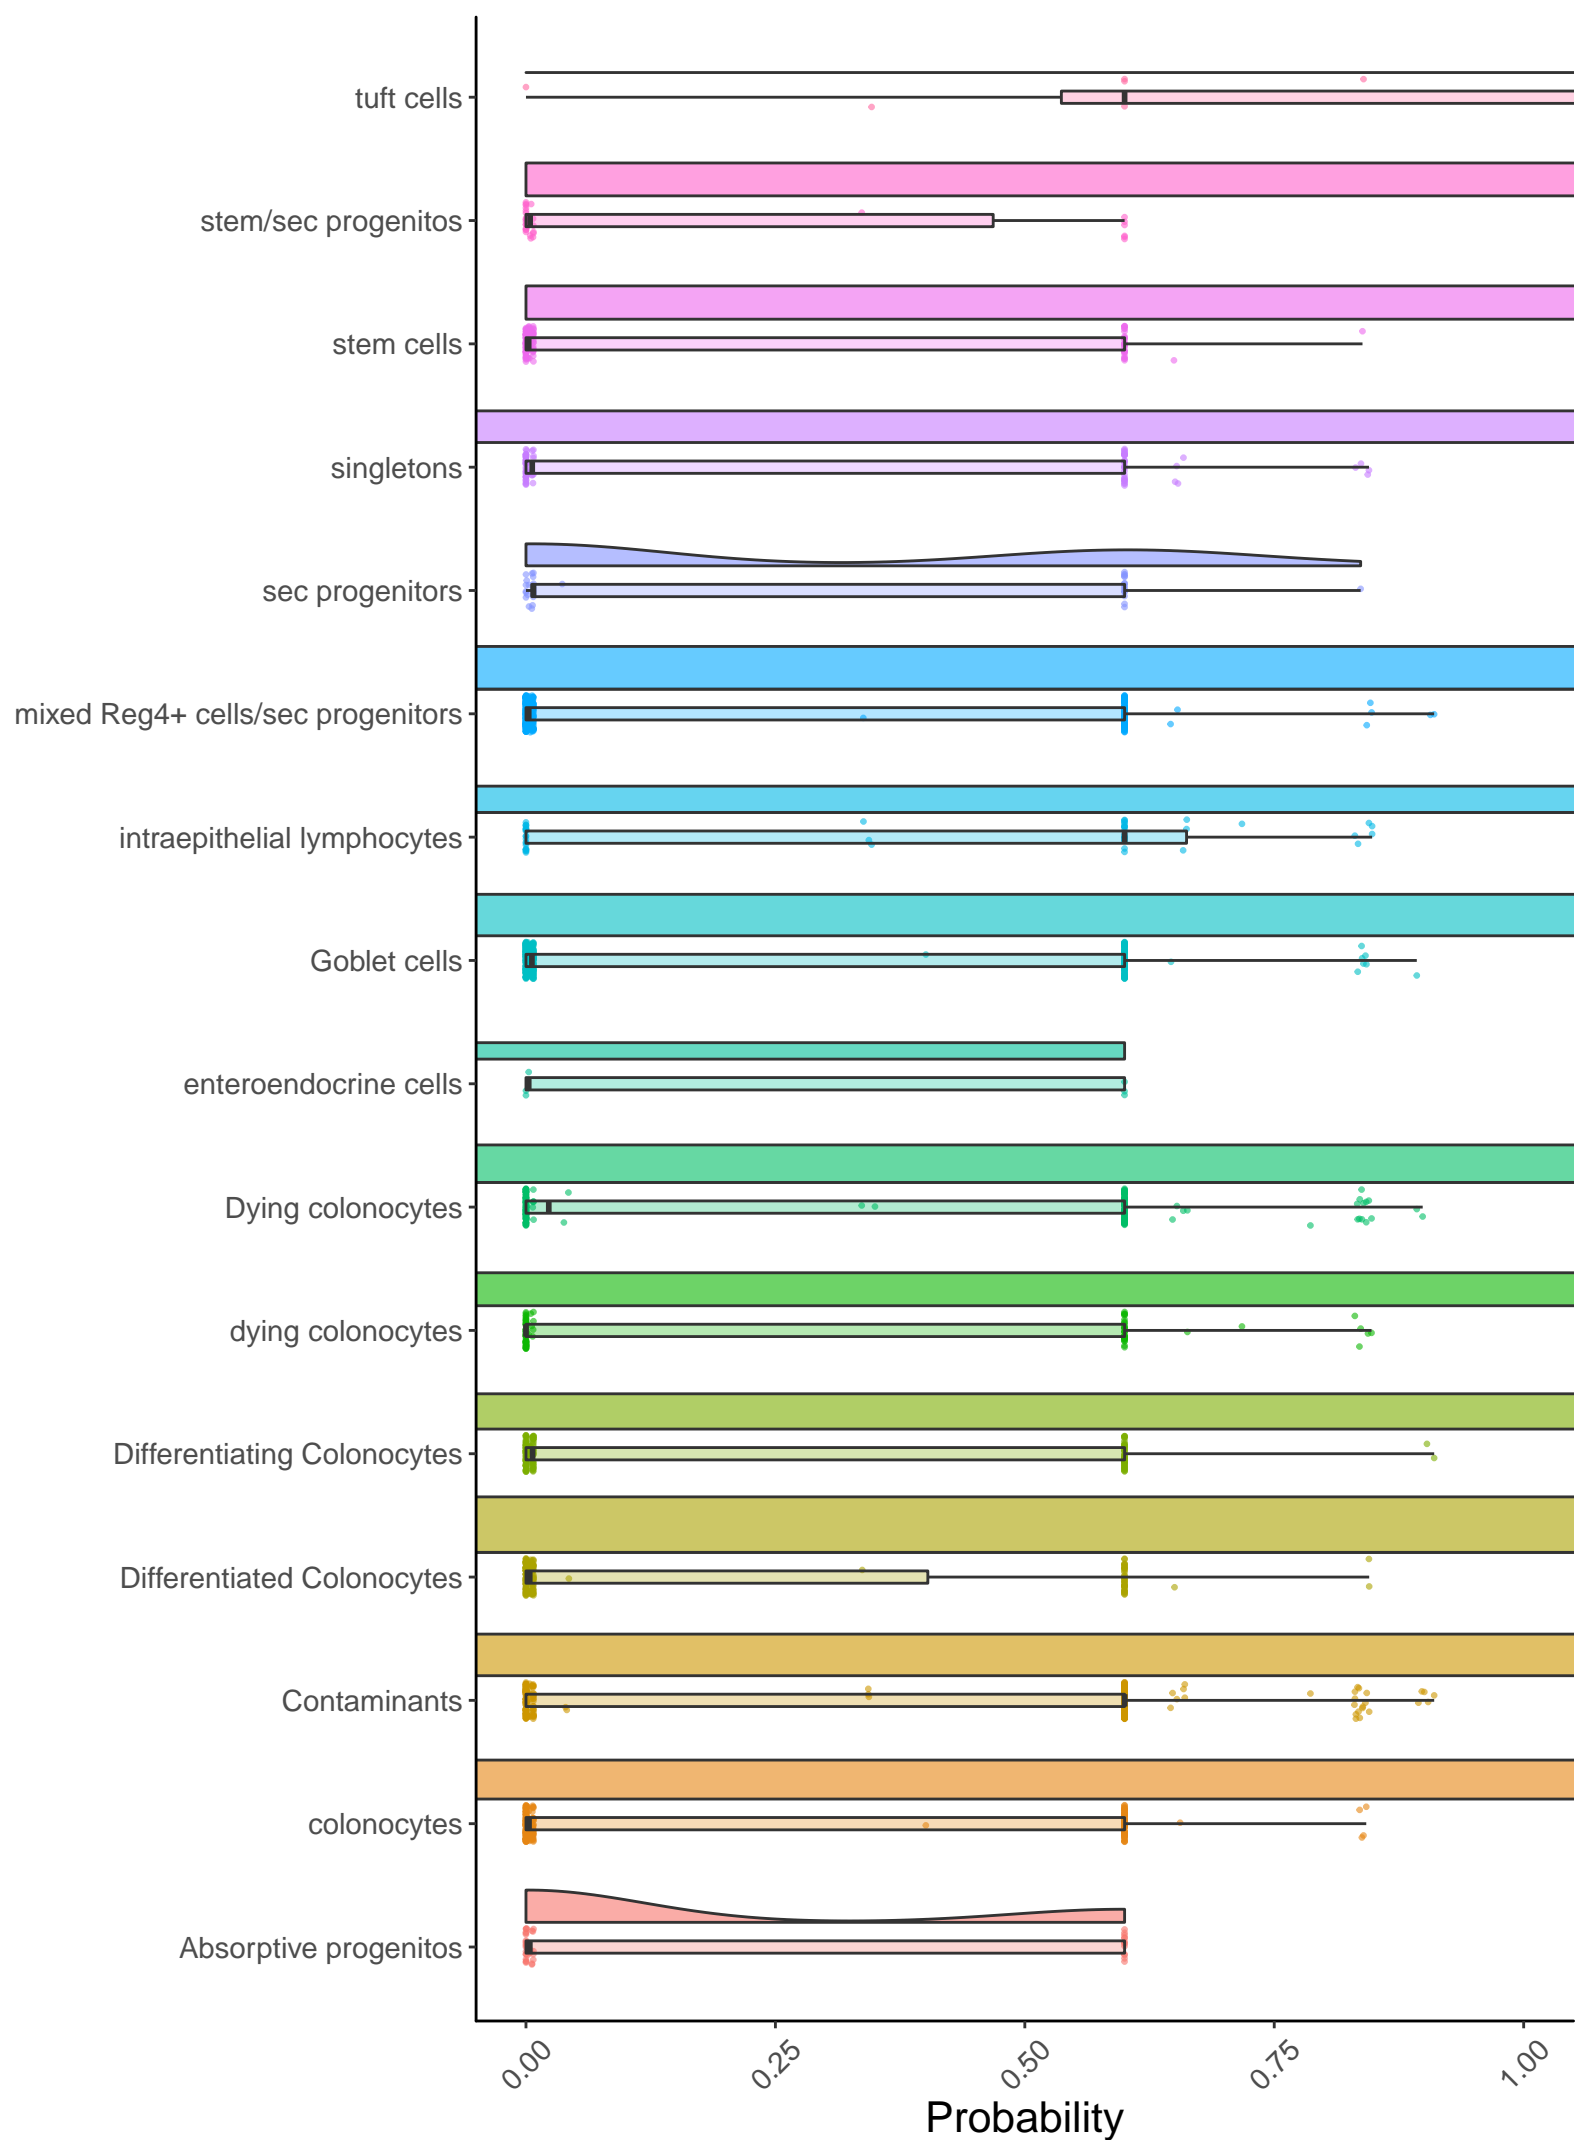 tuft cells
stem/sec progenitos
stem cells
singletons
sec progenitors
mixed Reg4+ cells/sec progenitors
intraepithelial lymphocytes
Goblet cells
enteroendocrine cells
Dying colonocytes
dying colonocytes
Differentiating Colonocytes
Differentiated Colonocytes
Contaminants
colonocytes
Absorptive progenitos
0.00 0.25 0.50 0.75 1.00
Probability